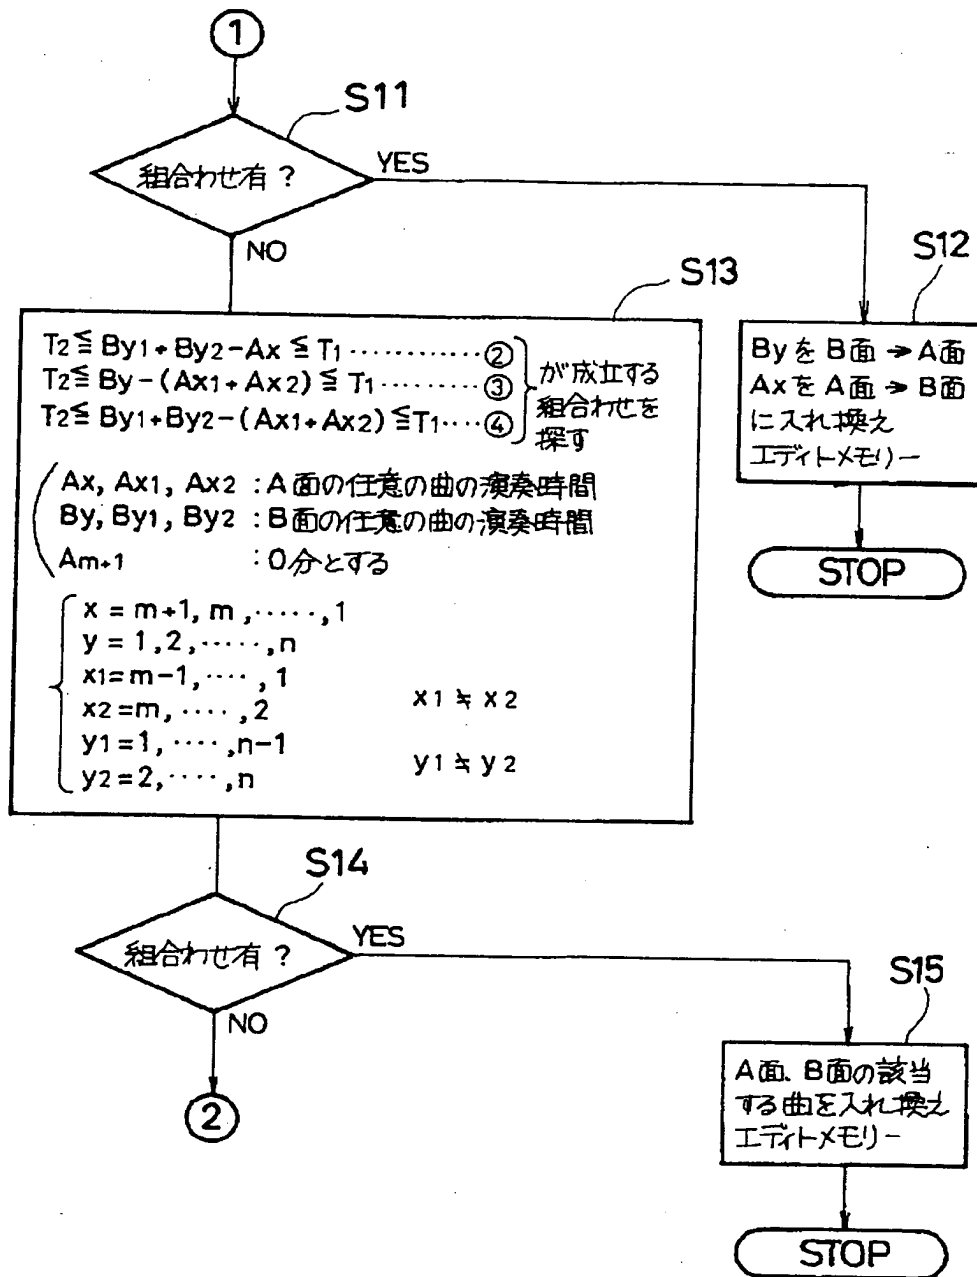 ①
S11
組合わせ有?
YES
NO
S12
Byを B面→A面
Axを A面→B面
に入れ換え
エディトメモリー
STOP
S13
T2≦By1+By2-Ax≦T1…………②
T2≦By-(Ax1+Ax2)≦T1………③
T2≦By1+By2-(Ax1+Ax2)≦T1….④
が成立する
組合わせを
探す
Ax, Ax1, Ax2 :A面の任意の曲の演奏時間
By, By1, By2 :B面の任意の曲の演奏時間
Am+1 :0分とする
x = m+1, m ,‥‥‥,1
y = 1,2,‥‥‥,n
x1=m-1,‥‥, 1
x2=m,‥‥,2
x1≒x2
y1=1,‥‥,n-1
y2=2,‥‥,n
y1≒y2
S14
組合わせ有?
YES
NO
②
S15
A面、B面の該当
する曲を入れ換え
エディトメモリー
STOP